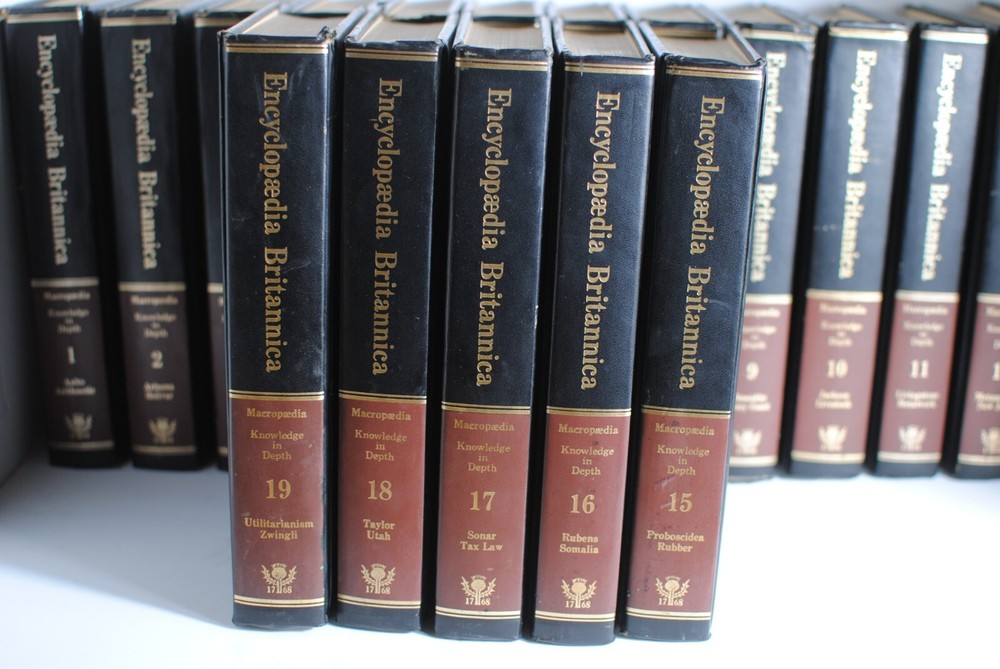 Encyclopædia Britannica
Macropædia
Knowledge
in
Depth
19
Utilitarianism
Zwingli
1768
Encyclopædia Britannica
Macropædia
Knowledge
in
Depth
18
Taylor
Utah
1768
Encyclopædia Britannica
Macropædia
Knowledge
in
Depth
17
Sonar
Tax Law
1768
Encyclopædia Britannica
Macropædia
Knowledge
in
Depth
16
Rubens
Somalia
1768
Encyclopædia Britannica
Macropædia
Knowledge
in
Depth
15
Proboscidea
Rubber
1768
Encyclopædia Britannica
Macropædia
Knowledge
in
Depth
1
Encyclopædia Britannica
Macropædia
Knowledge
in
Depth
2
Encyclopædia Britannica
9
Encyclopædia Britannica
Macropædia
Knowledge
in
Depth
10
Encyclopædia Britannica
Macropædia
Knowledge
in
Depth
11